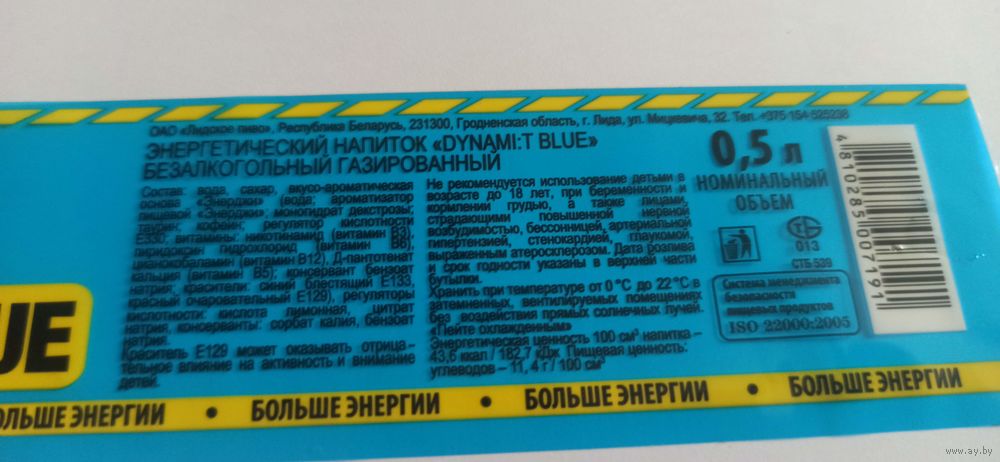 ОАО «Лидское пиво», Республика Беларусь, 231300, Гродненская область, г. Лида, ул. Мицкевича, 32. Тел. +375 154 525238
ЭНЕРГЕТИЧЕСКИЙ НАПИТОК «DYNAMI:T BLUE»
БЕЗАЛКОГОЛЬНЫЙ ГАЗИРОВАННЫЙ
Состав: вода, сахар, вкусо-ароматическая
основа «Энерджи» (вода; ароматизатор
пищевой «Энерджи»; моногидрат декстрозы;
таурин; кофеин; регулятор кислотности
Е330; витамины: никотинамид (витамин В3),
пиридоксин гидрохлорид (витамин В6),
цианокобаламин (витамин В12), Д-пантотенат
кальция (витамин В5); консервант бензоат
натрия; красители: синий блестящий Е133,
красный очаровательный Е129), регуляторы
кислотности: кислота лимонная, цитрат
натрия, консерванты: сорбат калия, бензоат
натрия.
Краситель Е129 может оказывать отрица-
тельное влияние на активность и внимание
детей.
Не рекомендуется использование детьми в
возрасте до 18 лет, при беременности и
кормлении грудью, а также лицами,
страдающими повышенной нервной
возбудимостью, бессонницей, артериальной
гипертензией, стенокардией, глаукомой,
выраженным атеросклерозом. Дата розлива
и срок годности указаны в верхней части
бутылки.
Хранить при температуре от 0 °С до 22 °С в
затемненных, вентилируемых помещениях
без воздействия прямых солнечных лучей.
«Пейте охлажденным»
Энергетическая ценность 100 см³ напитка –
43,6 ккал / 182,7 кДж. Пищевая ценность:
углеводов – 11,4 г / 100 см³
0,5 л
НОМИНАЛЬНЫЙ
ОБЪЕМ
013
СТБ 539
Система менеджмента
безопасности
пищевых продуктов
ISO 22000:2005
4810285007191
UE
БОЛЬШЕ ЭНЕРГИИ • БОЛЬШЕ ЭНЕРГИИ • БОЛЬШЕ ЭНЕРГИИ • БОЛЬШЕ ЭНЕРГИИ
www.ay.by